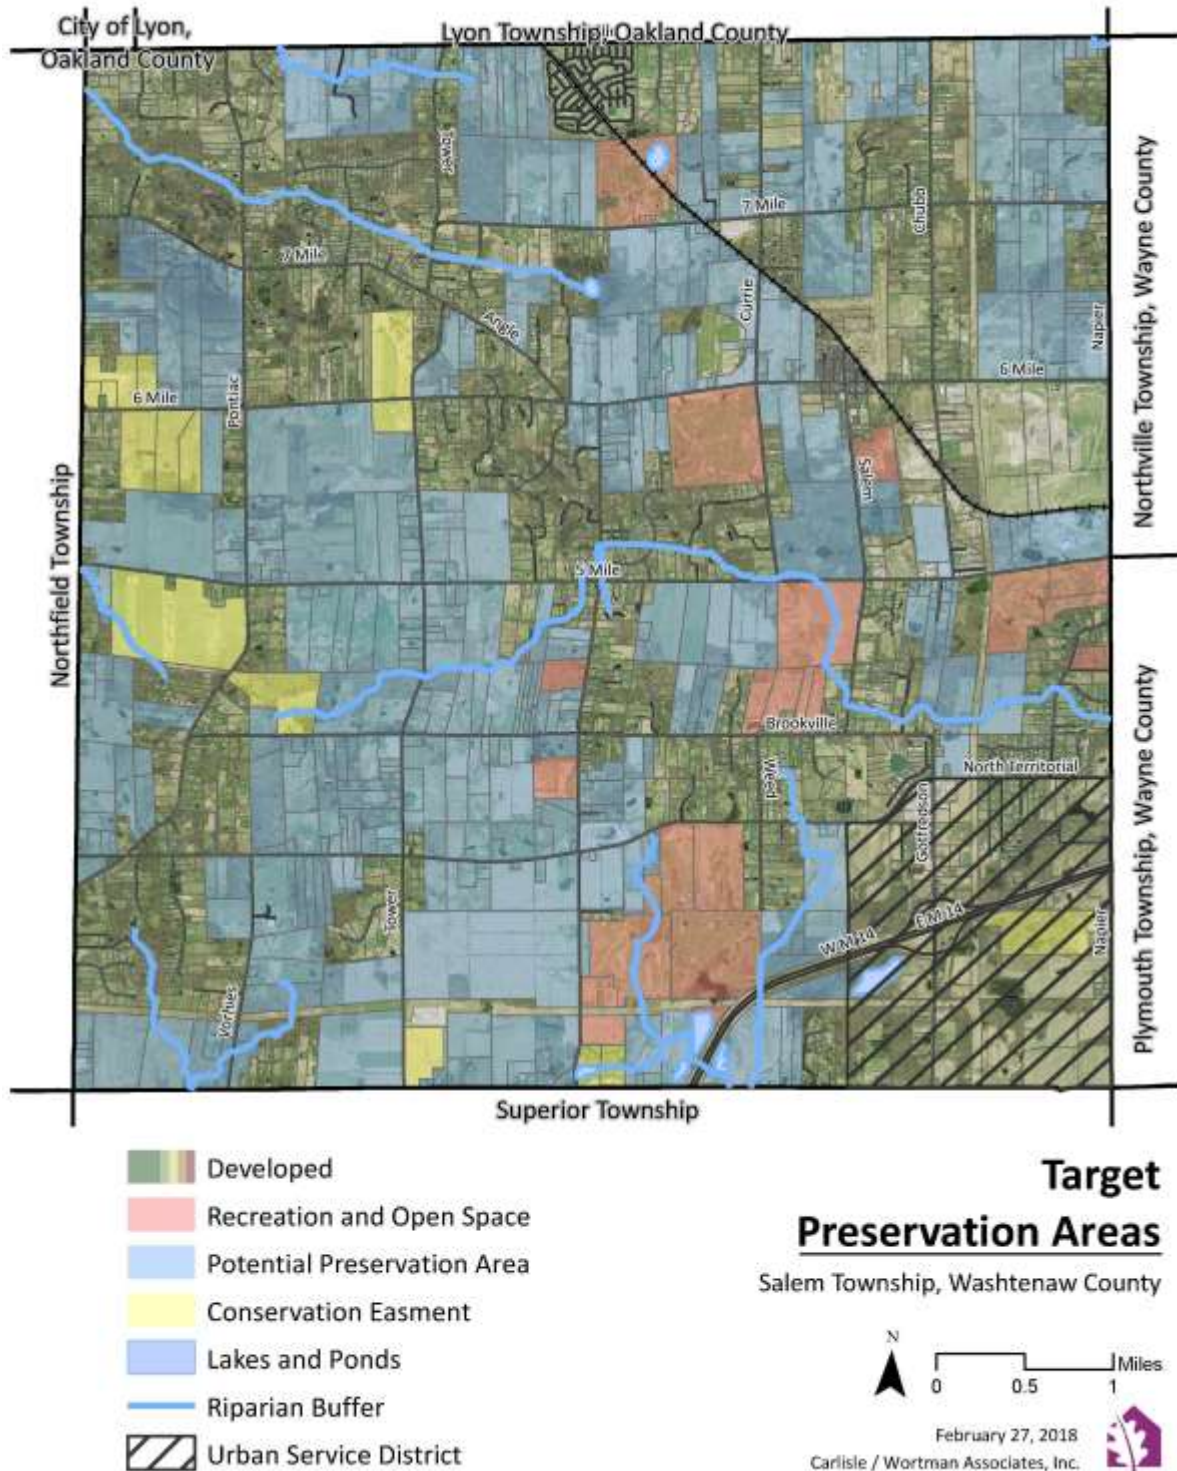 City of Lyon,
Oakland County
Lyon Township, Oakland County
Tower
7 Mile
Chubb
7 Mile
Angle
Currie
Napier
Northville Township, Wayne County
6 Mile
6 Mile
Pontiac
Salem
Northfield Township
5 Mile
Brookville
North Territorial
Weed
Gotfredson
Plymouth Township, Wayne County
Tower
E M 14
W M 14
Napier
Vorhies
Superior Township
Developed
Recreation and Open Space
Potential Preservation Area
Conservation Easment
Lakes and Ponds
Riparian Buffer
Urban Service District
Target
Preservation Areas
Salem Township, Washtenaw County
N
Miles
0 0.5 1
February 27, 2018
Carlisle / Wortman Associates, Inc.